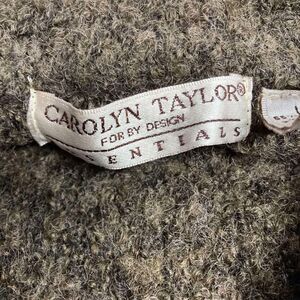 CAROLYN TAYLOR®
FOR BY DESIGN
ESSENTIALS